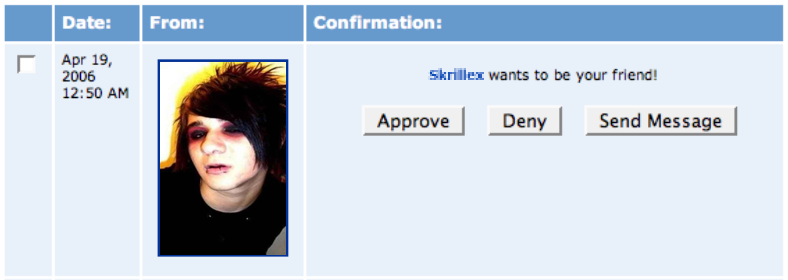 Date:
From:
Confirmation:
Apr 19,
2006
12:50 AM
Skrillex wants to be your friend!
Approve
Deny
Send Message